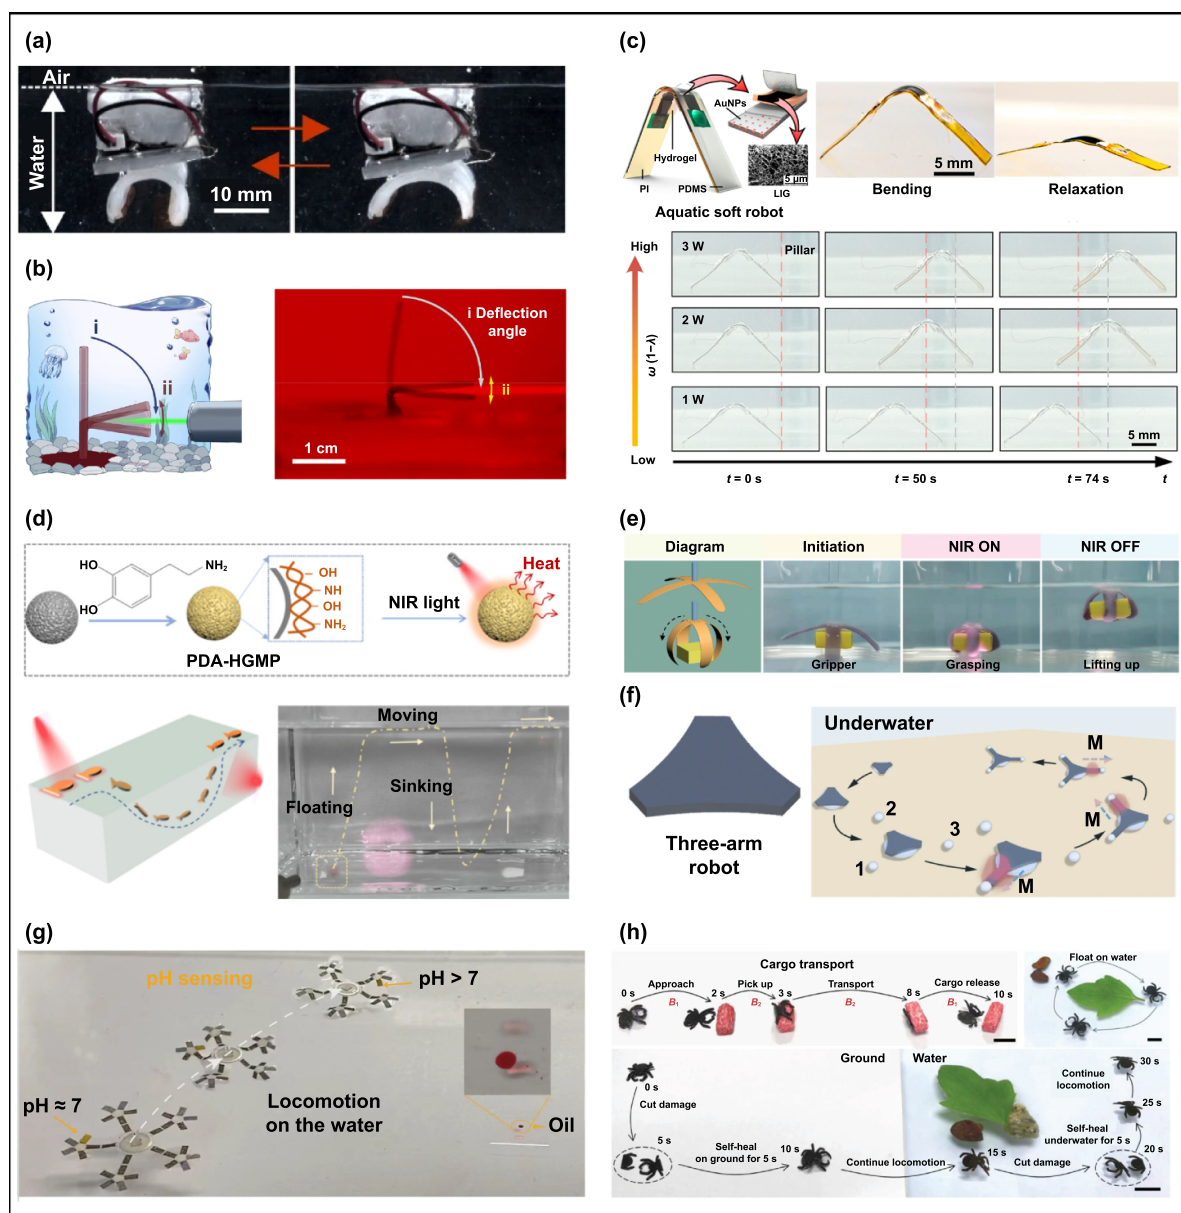 (a)
Air
Water
10 mm
(b)
i
ii
i Deflection
angle
ii
1 cm
(c)
AuNPs
Hydrogel
PI
PDMS
5 μm
LIG
Aquatic soft robot
5 mm
Bending
Relaxation
High
ω (1−λ)
Low
3 W
Pillar
2 W
1 W
5 mm
t = 0 s
t = 50 s
t = 74 s
t
(d)
HO
HO
NH2
PDA-HGMP
OH
NH
OH
NH2
NIR light
Heat
Moving
Floating
Sinking
(e)
Diagram
Initiation
NIR ON
NIR OFF
Gripper
Grasping
Lifting up
(f)
Three-arm
robot
Underwater
1
2
3
M
M
M
(g)
pH sensing
pH > 7
pH ≈ 7
Locomotion
on the water
Oil
(h)
Cargo transport
0 s
Approach
B1
2 s
Pick up
B2
3 s
Transport
B2
8 s
Cargo release
B1
10 s
Float on water
Ground
Water
0 s
Cut damage
5 s
Self-heal
on ground for 5 s
10 s
Continue locomotion
15 s
Cut damage
20 s
Self-heal
underwater for 5 s
25 s
Continue
locomotion
30 s